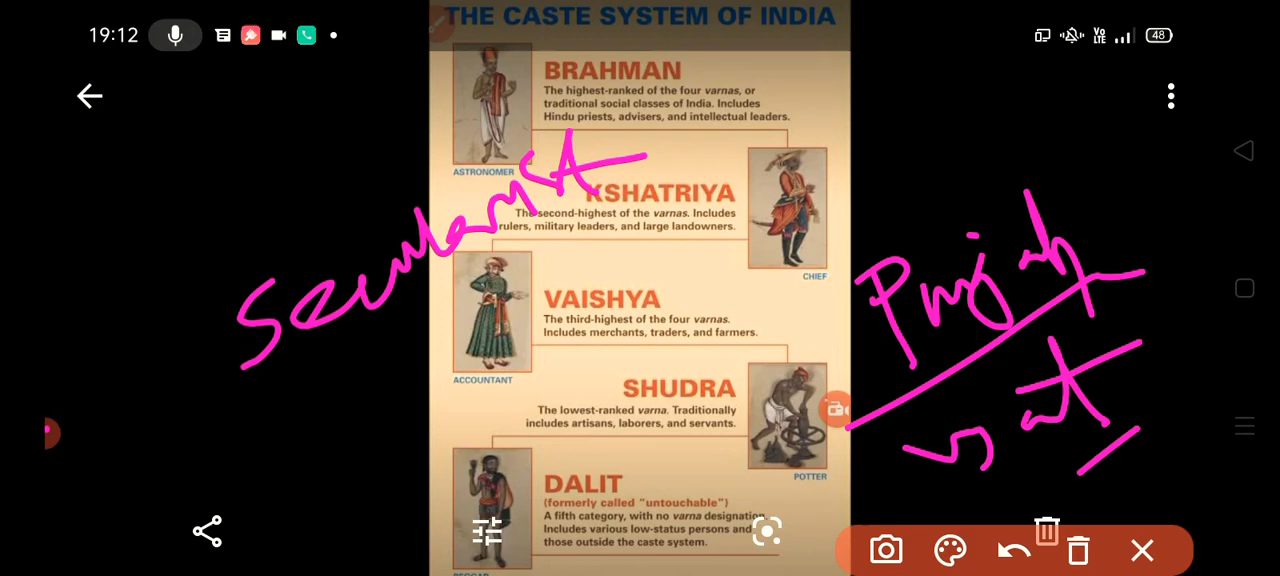 19:12
VO LTE
48
THE CASTE SYSTEM OF INDIA
BRAHMAN
The highest-ranked of the four varnas, or
traditional social classes of India. Includes
Hindu priests, advisers, and intellectual leaders.
ASTRONOMER
KSHATRIYA
The second-highest of the varnas. Includes
rulers, military leaders, and large landowners.
CHIEF
VAISHYA
The third-highest of the four varnas.
Includes merchants, traders, and farmers.
ACCOUNTANT
SHUDRA
The lowest-ranked varna. Traditionally
includes artisans, laborers, and servants.
POTTER
DALIT
(formerly called "untouchable")
A fifth category, with no varna designation.
Includes various low-status persons and
those outside the caste system.
BEGGAR